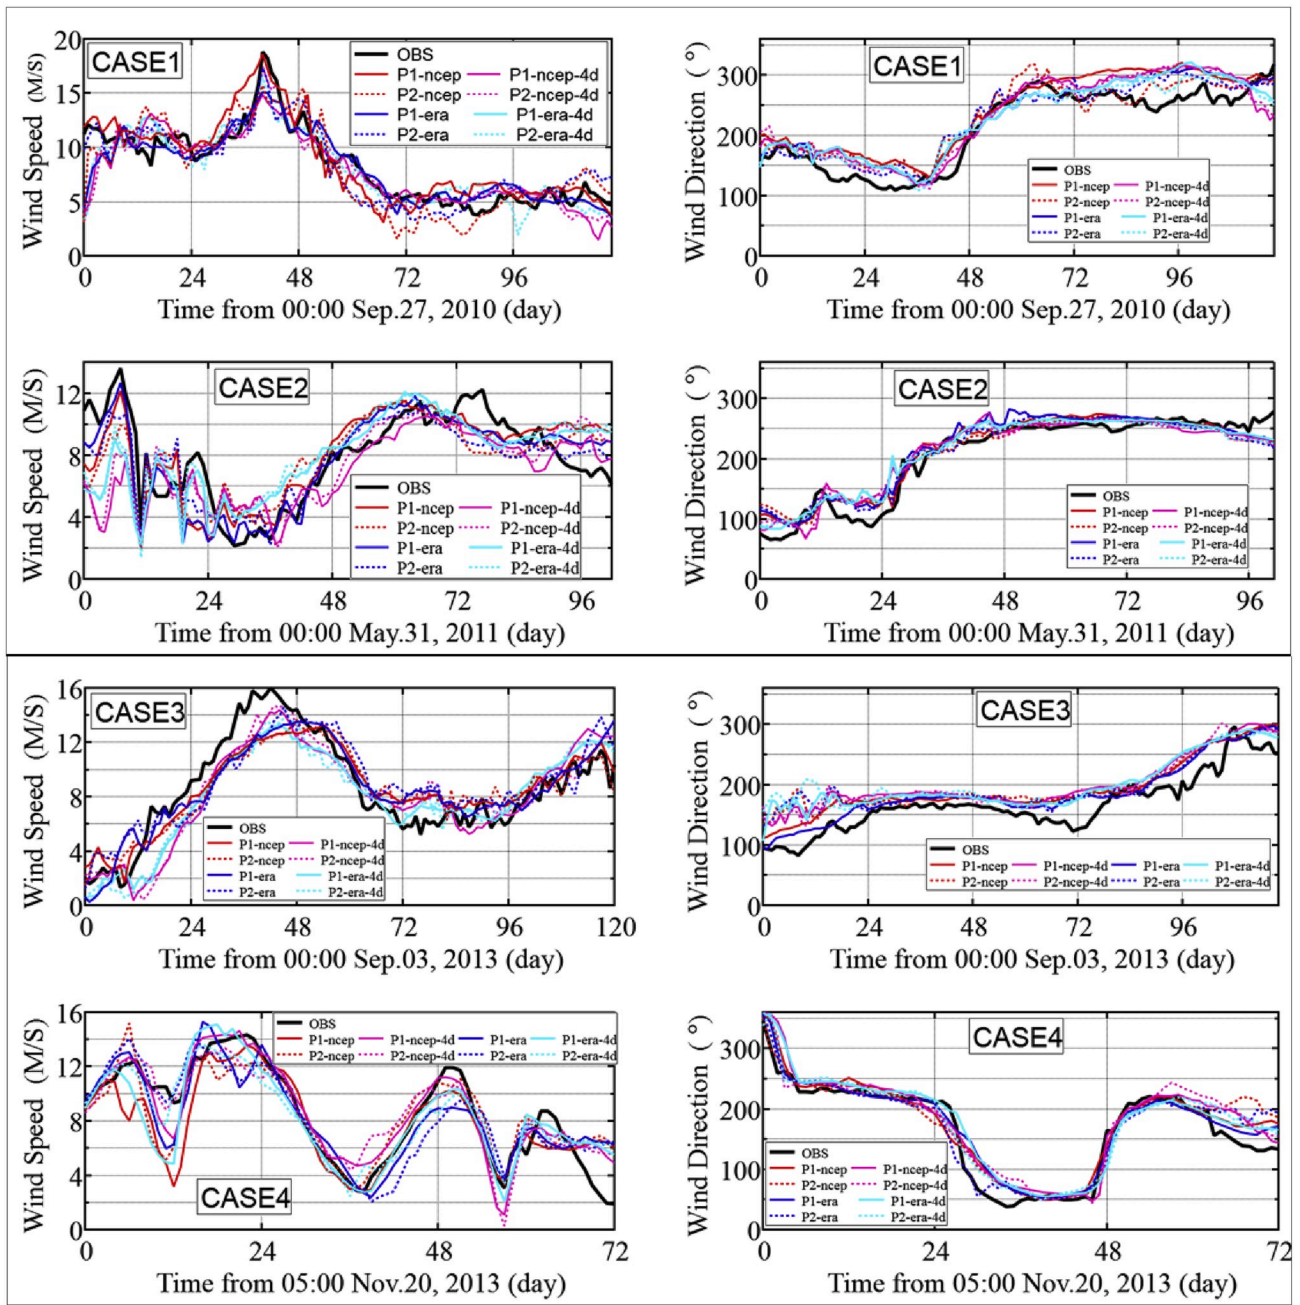 CASE1
OBS
P1-ncep P1-ncep-4d
P2-ncep P2-ncep-4d
P1-era P1-era-4d
P2-era P2-era-4d
20
15
10
5
0
Wind Speed (M/S)
0 24 48 72 96
Time from 00:00 Sep.27, 2010 (day)
CASE1
300
200
100
0
Wind Direction ( °)
OBS
P1-ncep P1-ncep-4d
P2-ncep P2-ncep-4d
P1-era P1-era-4d
P2-era P2-era-4d
0 24 48 72 96
Time from 00:00 Sep.27, 2010 (day)
CASE2
12
8
4
0
Wind Speed (M/S)
OBS
P1-ncep P1-ncep-4d
P2-ncep P2-ncep-4d
P1-era P1-era-4d
P2-era P2-era-4d
0 24 48 72 96
Time from 00:00 May.31, 2011 (day)
CASE2
300
200
100
0
Wind Direction ( °)
OBS
P1-ncep P1-ncep-4d
P2-ncep P2-ncep-4d
P1-era P1-era-4d
P2-era P2-era-4d
0 24 48 72 96
Time from 00:00 May.31, 2011 (day)
CASE3
16
12
8
4
0
Wind Speed (M/S)
OBS
P1-ncep P1-ncep-4d
P2-ncep P2-ncep-4d
P1-era P1-era-4d
P2-era P2-era-4d
0 24 48 72 96 120
Time from 00:00 Sep.03, 2013 (day)
CASE3
300
200
100
0
Wind Direction ( °)
OBS
P1-ncep P1-ncep-4d P1-era P1-era-4d
P2-ncep P2-ncep-4d P2-era P2-era-4d
0 24 48 72 96
Time from 00:00 Sep.03, 2013 (day)
16
12
8
4
0
Wind Speed (M/S)
OBS
P1-ncep P1-ncep-4d P1-era P1-era-4d
P2-ncep P2-ncep-4d P2-era P2-era-4d
CASE4
0 24 48 72
Time from 05:00 Nov.20, 2013 (day)
CASE4
300
200
100
0
Wind Direction ( °)
OBS
P1-ncep P1-ncep-4d
P2-ncep P2-ncep-4d
P1-era P1-era-4d
P2-era P2-era-4d
0 24 48 72
Time from 05:00 Nov.20, 2013 (day)